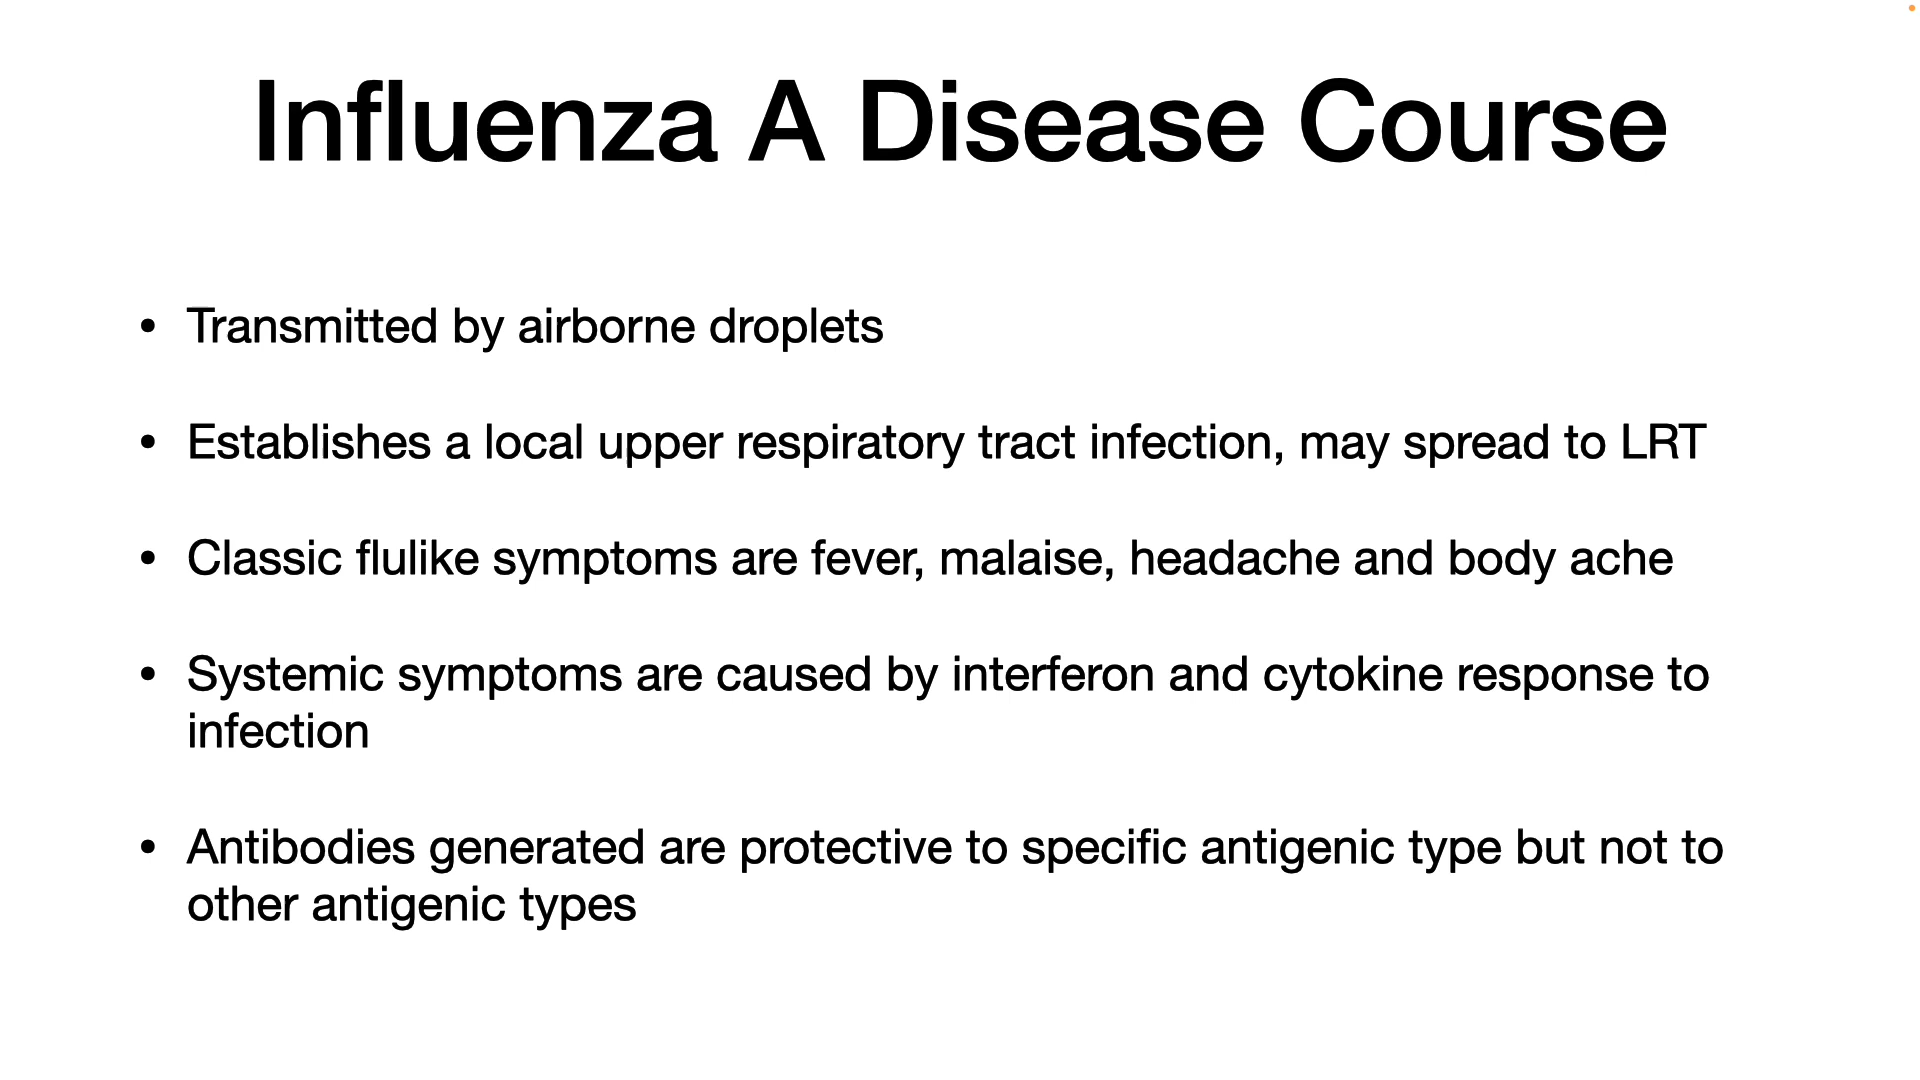 Influenza A Disease Course
• Transmitted by airborne droplets
• Establishes a local upper respiratory tract infection, may spread to LRT
• Classic flulike symptoms are fever, malaise, headache and body ache
• Systemic symptoms are caused by interferon and cytokine response to
infection
• Antibodies generated are protective to specific antigenic type but not to
other antigenic types